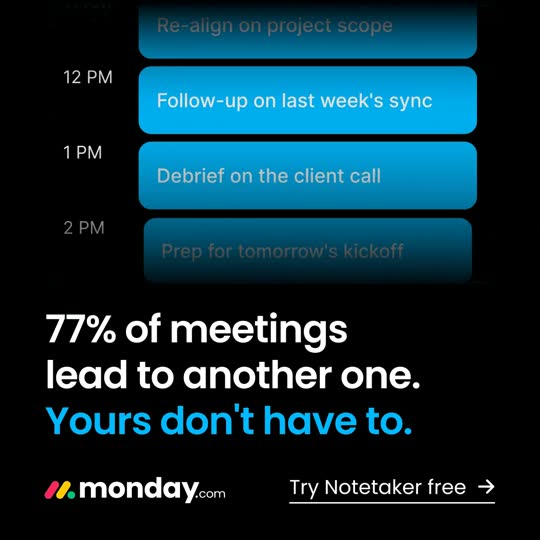 Re-align on project scope
12 PM
Follow-up on last week's sync
1 PM
Debrief on the client call
2 PM
Prep for tomorrow's kickoff
77% of meetings
lead to another one.
Yours don't have to.
monday.com
Try Notetaker free →